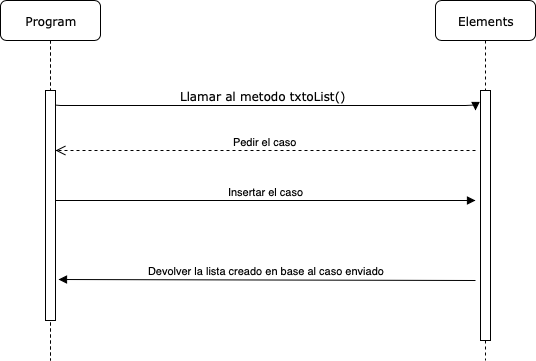 Program
Elements
Llamar al metodo txtoList()
Pedir el caso
Insertar el caso
Devolver la lista creado en base al caso enviado